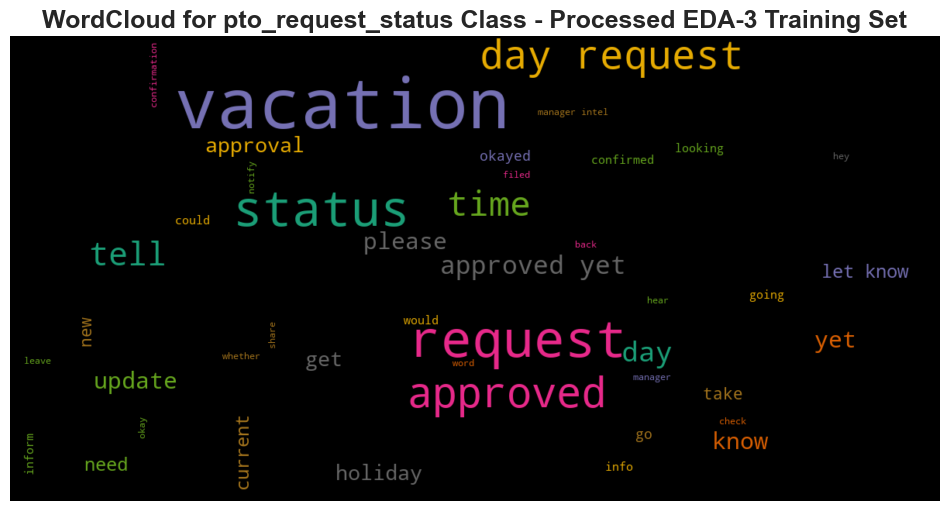 WordCloud for pto_request_status Class - Processed EDA-3 Training Set
confirmation
day request
vacation
manager intel
approval
okayed
confirmed
looking
hey
notify
filed
could
status
time
please
back
tell
approved yet
let know
hear
going
new
share
would
request
yet
leave
whether
get
word
day
update
approved
manager
take
okay
current
check
inform
need
holiday
go
know
info